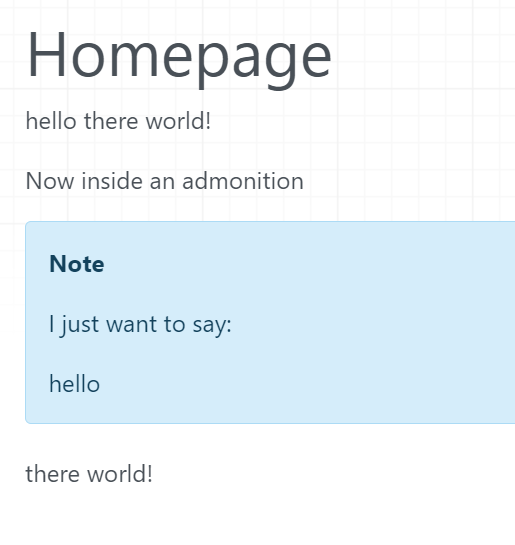 Homepage
hello there world!
Now inside an admonition
Note
I just want to say:
hello
there world!